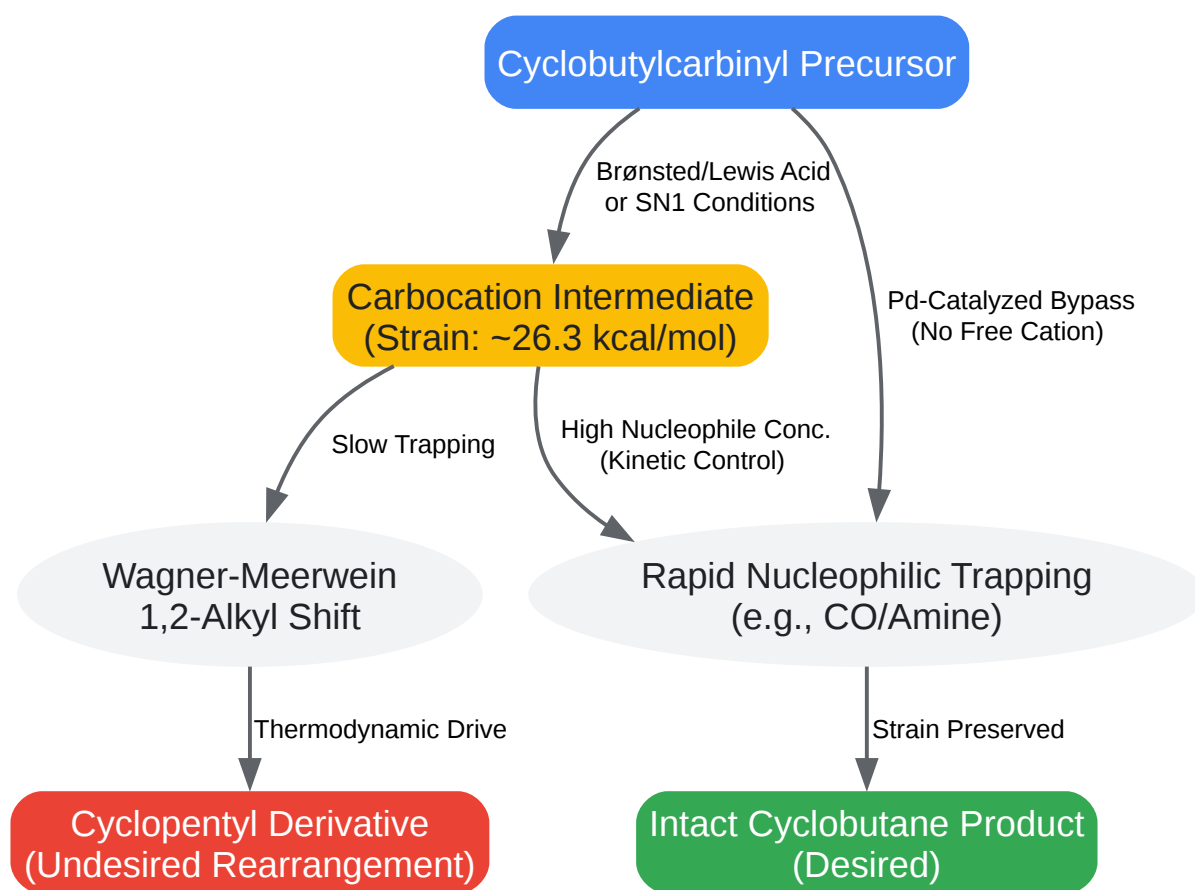 Cyclobutylcarbinyl Precursor
Brønsted/Lewis Acid
or SN1 Conditions
Pd-Catalyzed Bypass
(No Free Cation)
Carbocation Intermediate
(Strain: ~26.3 kcal/mol)
Slow Trapping
High Nucleophile Conc.
(Kinetic Control)
Wagner-Meerwein
1,2-Alkyl Shift
Rapid Nucleophilic Trapping
(e.g., CO/Amine)
Thermodynamic Drive
Strain Preserved
Cyclopentyl Derivative
(Undesired Rearrangement)
Intact Cyclobutane Product
(Desired)